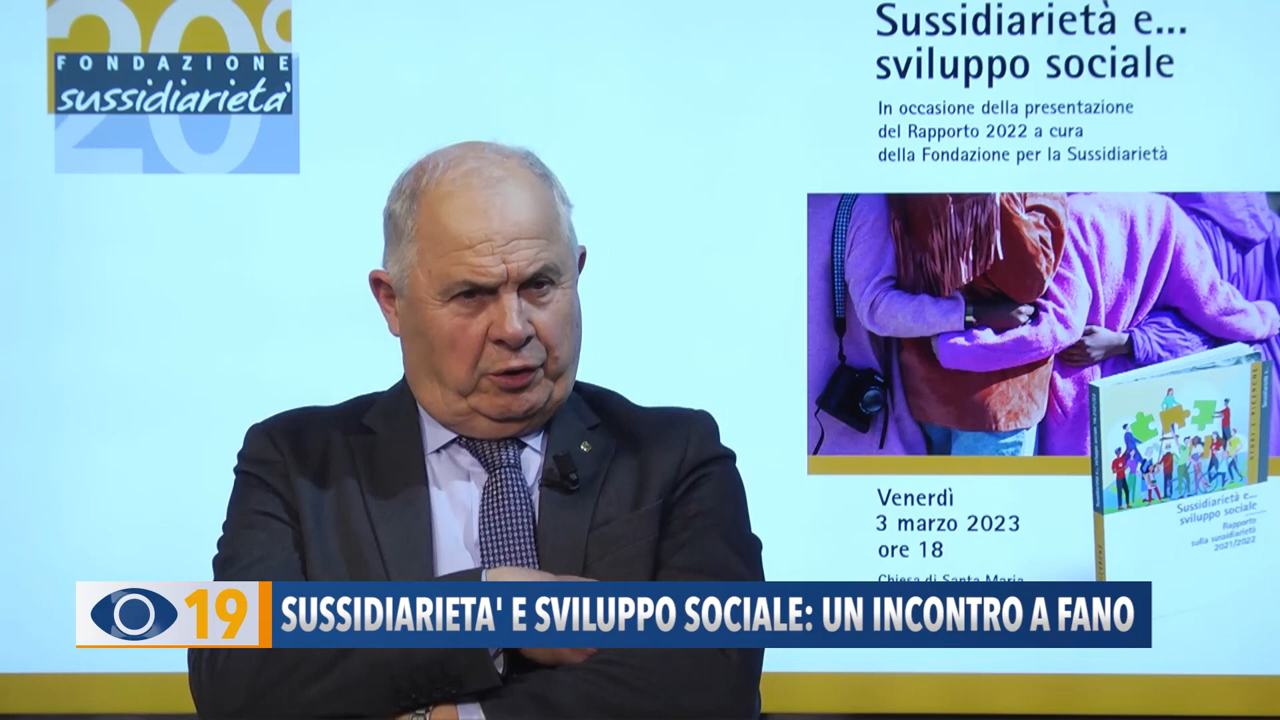 20°
FONDAZIONE
sussidiarietà
Sussidiarietà e...
sviluppo sociale
In occasione della presentazione
del Rapporto 2022 a cura
della Fondazione per la Sussidiarietà
Venerdì
3 marzo 2023
ore 18
Chiesa di Santa Maria
Sussidiarietà e...
sviluppo sociale
Rapporto
sulla sussidiarietà
2021/2022
19
SUSSIDIARIETA' E SVILUPPO SOCIALE: UN INCONTRO A FANO